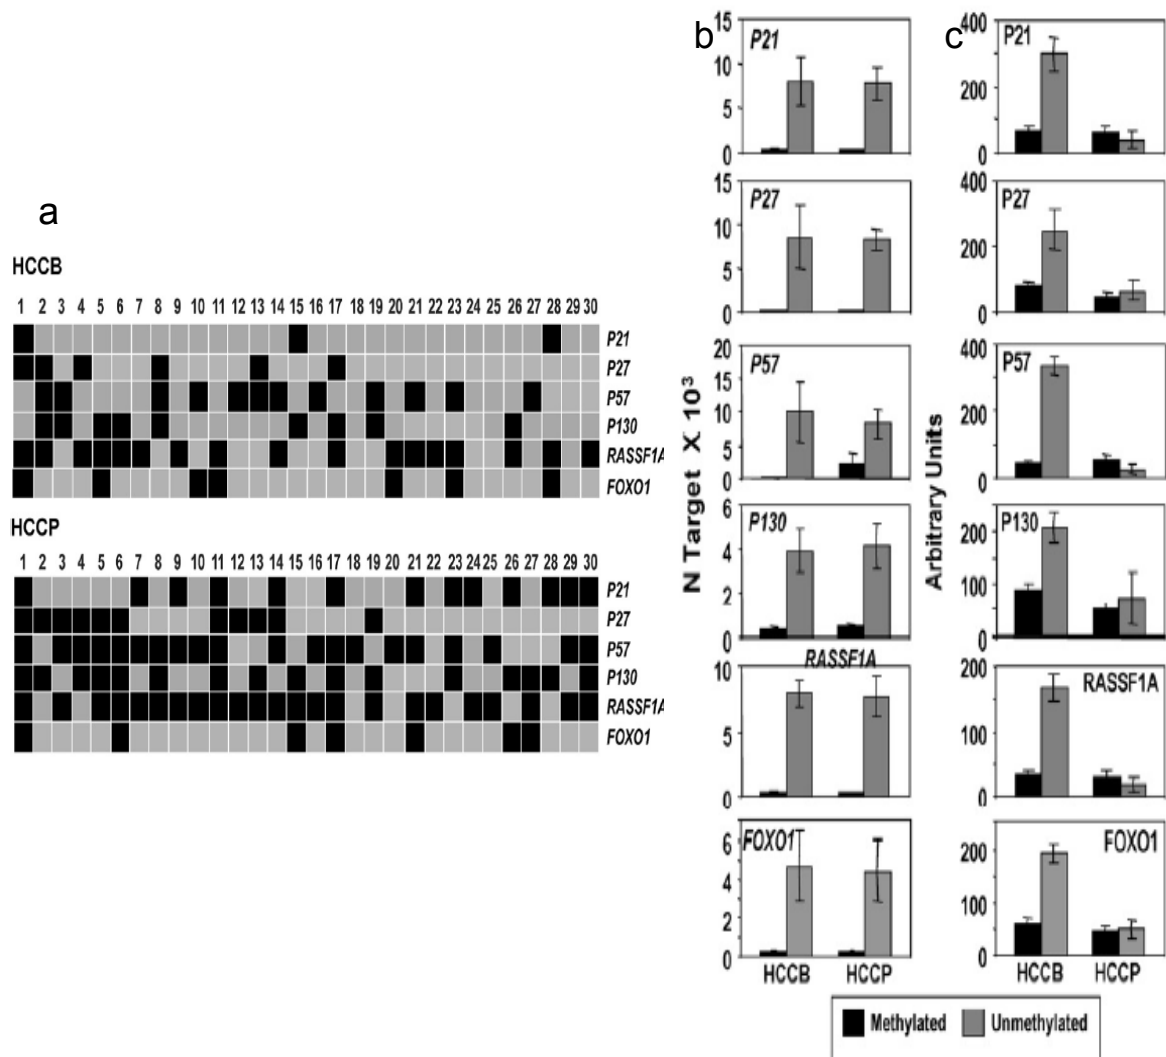 a
HCCB
1 2 3 4 5 6 7 8 9 10 11 12 13 14 15 16 17 18 19 20 21 22 23 24 25 26 27 28 29 30
P21
P27
P57
P130
RASSF1A
FOXO1
HCCP
1 2 3 4 5 6 7 8 9 10 11 12 13 14 15 16 17 18 19 20 21 22 23 24 25 26 27 28 29 30
P21
P27
P57
P130
RASSF1A
FOXO1
b
N Target X 10³
P21
15
10
5
0
P27
15
10
5
0
P57
20
15
10
5
0
P130
6
4
2
0
RASSF1A
10
5
0
FOXO1
6
4
2
0
HCCB HCCP
c
Arbitrary Units
P21
400
200
0
P27
400
200
0
P57
400
200
0
P130
200
100
0
RASSF1A
200
100
0
FOXO1
200
100
0
HCCB HCCP
Methylated Unmethylated